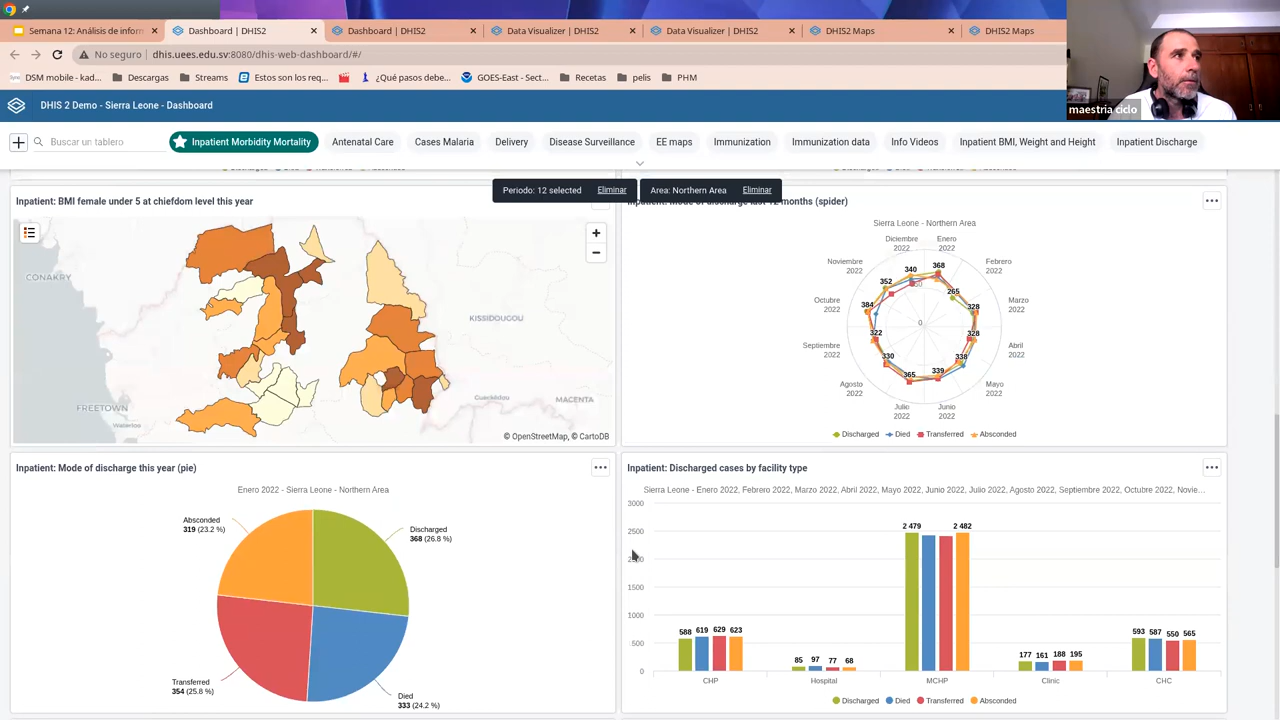 Semana 12: Análisis de infor
Dashboard | DHIS2
Dashboard | DHIS2
Data Visualizer | DHIS2
Data Visualizer | DHIS2
DHIS2 Maps
DHIS2 Maps
No seguro
dhis.uees.edu.sv:8080/dhis-web-dashboard/#/
DSM mobile - kad...
Descargas
Streams
Estos son los req...
¿Qué pasos debe...
GOES-East - Sect...
Recetas
pelis
PHM
maestria ciclo
DHIS 2 Demo - Sierra Leone - Dashboard
Buscar un tablero
Inpatient Morbidity Mortality
Antenatal Care
Cases Malaria
Delivery
Disease Surveillance
EE maps
Immunization
Immunization data
Info Videos
Inpatient BMI, Weight and Height
Inpatient Discharge
Periodo: 12 selected
Eliminar
Area: Northern Area
Eliminar
Inpatient: BMI female under 5 at chiefdom level this year
CONAKRY
KISSIDOUGOU
FREETOWN
Waterloo
Guéckédou
MACENTA
© OpenStreetMap, © CartoDB
Inpatient: Mode of discharge last 12 months (spider)
Sierra Leone - Northern Area
Diciembre
2022
Enero
2022
Noviembre
2022
Febrero
2022
Octubre
2022
Marzo
2022
Septiembre
2022
Abril
2022
Agosto
2022
Mayo
2022
Julio
2022
Junio
2022
340
368
352
265
384
328
0
322
328
330
338
365
339
Discharged
Died
Transferred
Absconded
Inpatient: Mode of discharge this year (pie)
Enero 2022 - Sierra Leone - Northern Area
Absconded
319 (23.2 %)
Discharged
368 (26.8 %)
Transferred
354 (25.8 %)
Died
333 (24.2 %)
Inpatient: Discharged cases by facility type
Sierra Leone - Enero 2022, Febrero 2022, Marzo 2022, Abril 2022, Mayo 2022, Junio 2022, Julio 2022, Agosto 2022, Septiembre 2022, Octubre 2022, Novie...
3000
2500
1500
1000
500
0
588 619 629 623
85 97 77 68
2 479 2 482
177 161 188 195
593 587 550 565
CHP
Hospital
MCHP
Clinic
CHC
Discharged
Died
Transferred
Absconded